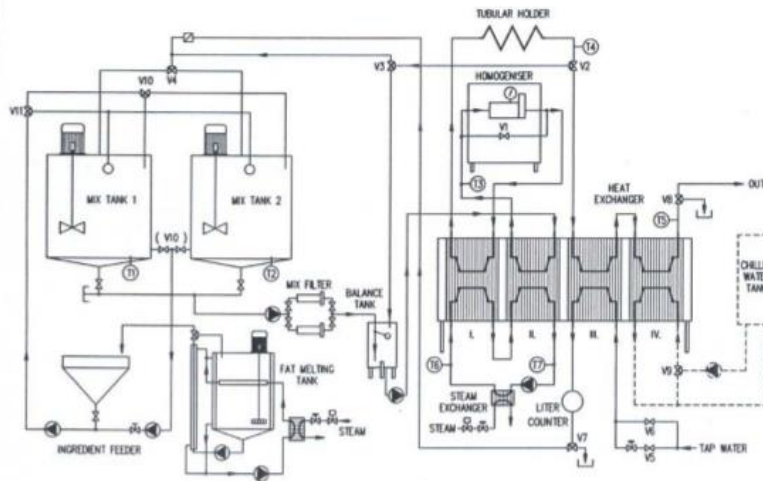 TUBULAR HOLDER
T4
V10
V4
V3
V2
HOMOGENISER
V11
V1
MIX TANK 1
MIX TANK 2
T3
HEAT
EXCHANGER
OUT
V8
T5
( V10 )
T1
T2
MIX FILTER
BALANCE
TANK
I.
II.
III.
IV.
FAT MELTING
TANK
T6
T7
V9
STEAM
EXCHANGER
LITER
COUNTER
STEAM
STEAM
V7
V6
V5
TAP WATER
INGREDIENT FEEDER
WATER